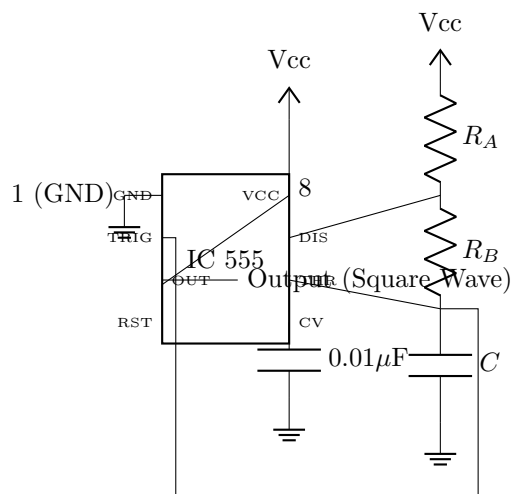 Vcc
Vcc
R_A
1 (GND)
GND
VCC
8
TRIG
DIS
R_B
IC 555
OUT
THR
Output (Square Wave)
RST
CV
0.01μF
C